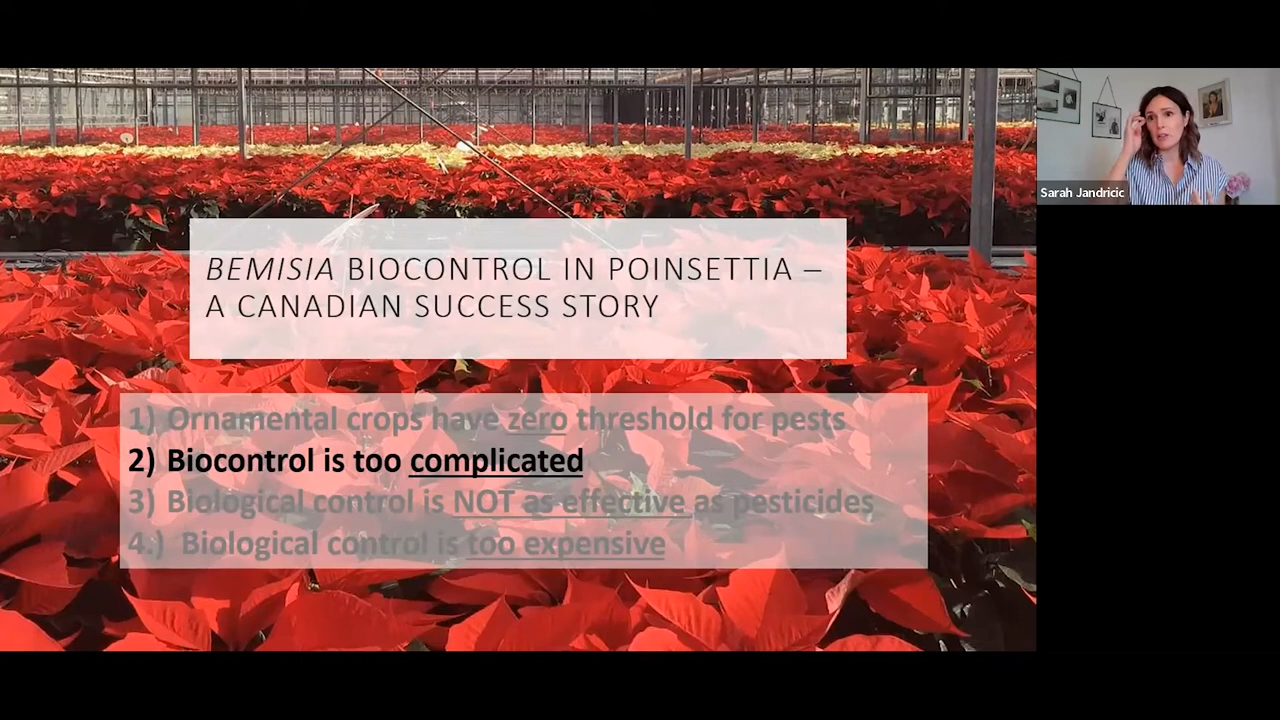 BEMISIA BIOCONTROL IN POINSETTIA –
A CANADIAN SUCCESS STORY
1) Ornamental crops have zero threshold for pests
2) Biocontrol is too complicated
3) Biological control is NOT as effective as pesticides
4.) Biological control is too expensive
Sarah Jandricic